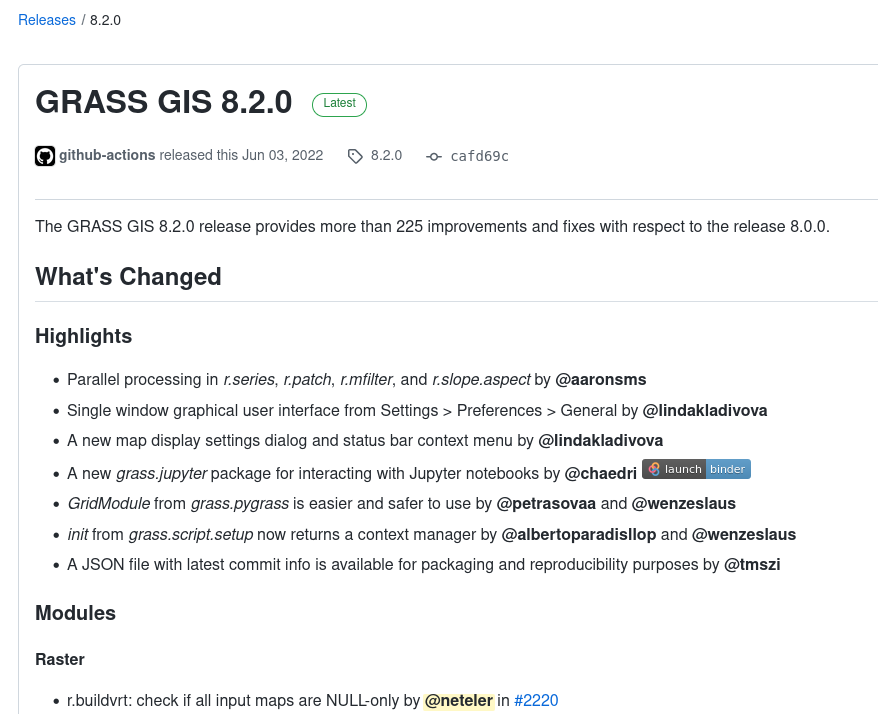 Releases / 8.2.0
GRASS GIS 8.2.0 Latest
github-actions released this Jun 03, 2022 8.2.0 cafd69c
The GRASS GIS 8.2.0 release provides more than 225 improvements and fixes with respect to the release 8.0.0.
What's Changed
Highlights
• Parallel processing in r.series, r.patch, r.mfilter, and r.slope.aspect by @aaronsms
• Single window graphical user interface from Settings > Preferences > General by @lindakladivova
• A new map display settings dialog and status bar context menu by @lindakladivova
• A new grass.jupyter package for interacting with Jupyter notebooks by @chaedri launch binder
• GridModule from grass.pygrass is easier and safer to use by @petrasovaa and @wenzeslaus
• init from grass.script.setup now returns a context manager by @albertoparadisllop and @wenzeslaus
• A JSON file with latest commit info is available for packaging and reproducibility purposes by @tmszi
Modules
Raster
• r.buildvrt: check if all input maps are NULL-only by @neteler in #2220